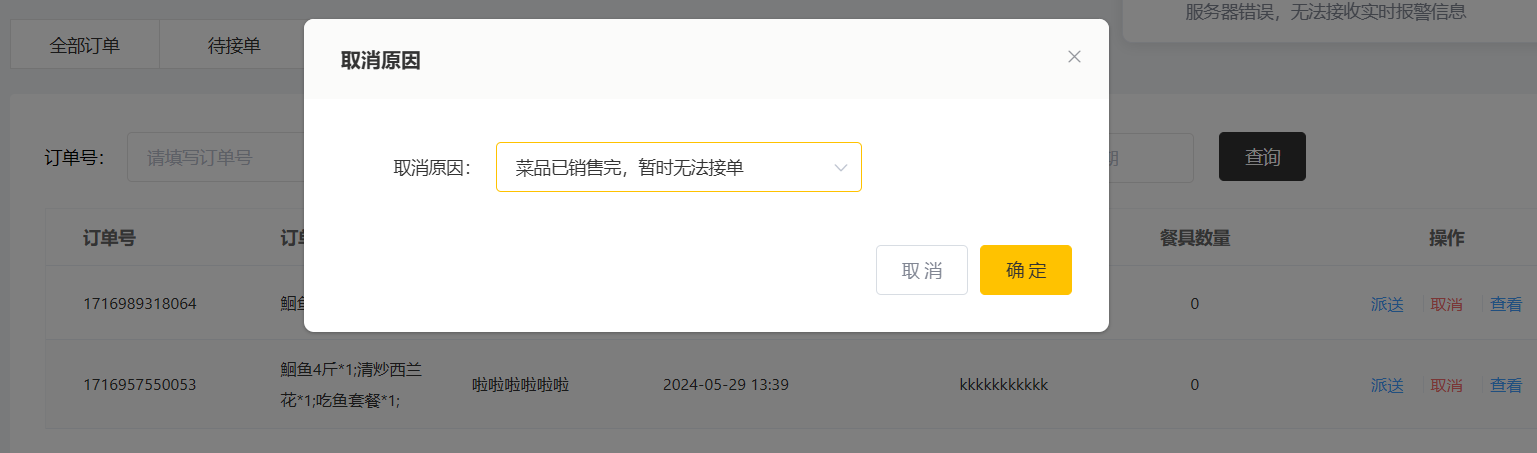 服务器错误，无法接收实时报警信息
全部订单 待接单
取消原因
订单号： 请填写订单号 期 查询
取消原因： 菜品已销售完，暂时无法接单
取 消 确 定
订单号 订单 餐具数量 操作
1716989318064 鮰鱼 0 派送 取消 查看
鮰鱼4斤*1;清炒西兰
1716957550053 啦啦啦啦啦啦 2024-05-29 13:39 kkkkkkkkkkk 0 派送 取消 查看
花*1;吃鱼套餐*1;